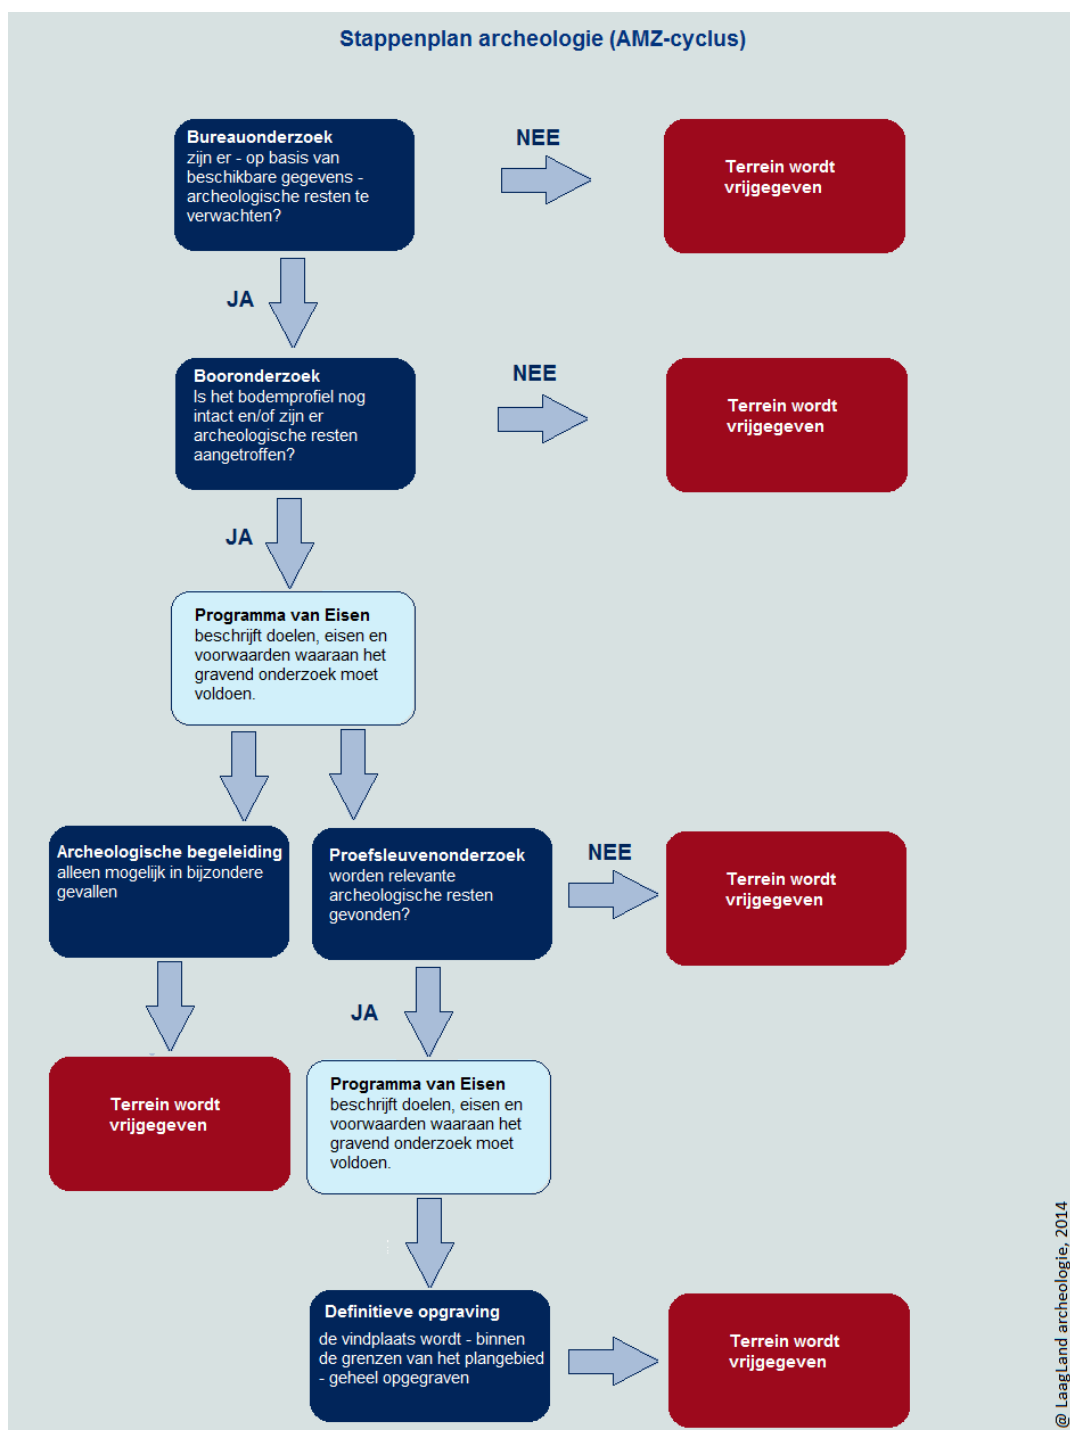 Stappenplan archeologie (AMZ-cyclus)
Bureauonderzoek
zijn er - op basis van
beschikbare gegevens -
archeologische resten te
verwachten?
NEE
Terrein wordt
vrijgegeven
JA
Booronderzoek
Is het bodemprofiel nog
intact en/of zijn er
archeologische resten
aangetroffen?
NEE
Terrein wordt
vrijgegeven
JA
Programma van Eisen
beschrijft doelen, eisen en
voorwaarden waaraan het
gravend onderzoek moet
voldoen.
Archeologische begeleiding
alleen mogelijk in bijzondere
gevallen
Proefsleuvenonderzoek
worden relevante
archeologische resten
gevonden?
NEE
Terrein wordt
vrijgegeven
JA
Terrein wordt
vrijgegeven
Programma van Eisen
beschrijft doelen, eisen en
voorwaarden waaraan het
gravend onderzoek moet
voldoen.
Definitieve opgraving
de vindplaats wordt - binnen
de grenzen van het plangebied
- geheel opgegraven
Terrein wordt
vrijgegeven
@ LaagLand archeologie, 2014